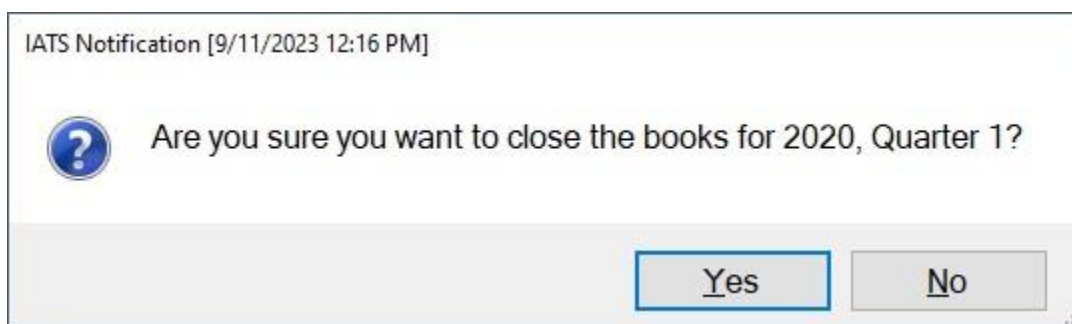 IATS Notification [9/11/2023 12:16 PM]
Are you sure you want to close the books for 2020, Quarter 1?
Yes
No